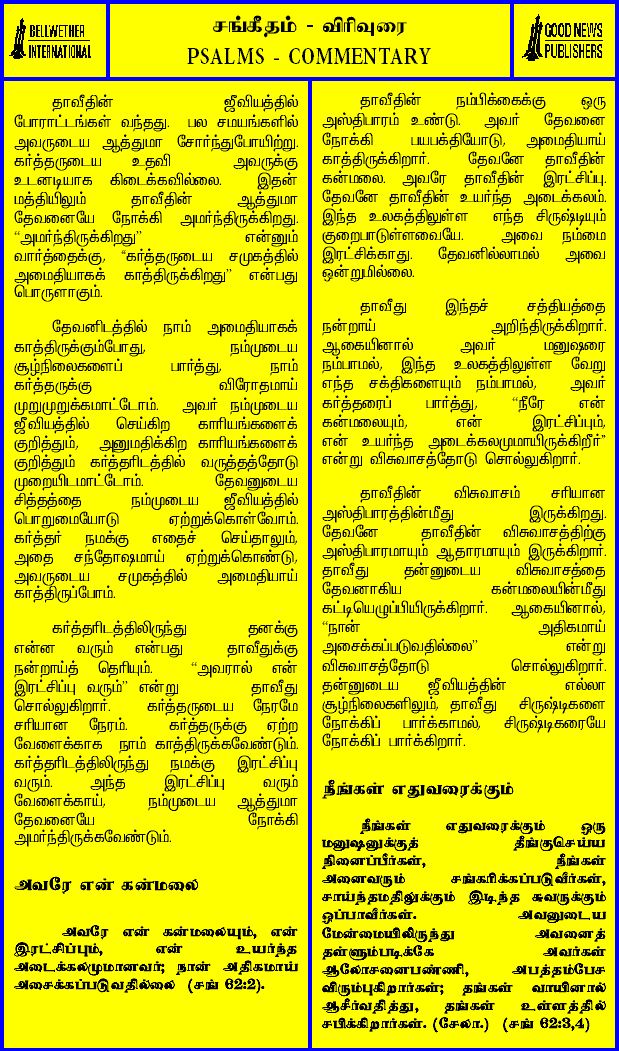 BELLWETHER
INTERNATIONAL
சங்கீதம் - விரிவுரை
PSALMS - COMMENTARY
GOOD NEWS
PUBLISHERS
தாவீதின் ஜீவியத்தில்
போராட்டங்கள் வந்தது. பல சமயங்களில்
அவருடைய ஆத்துமா சோர்ந்துபோயிற்று.
கர்த்தருடைய உதவி அவருக்கு
உடனடியாக கிடைக்கவில்லை. இதன்
மத்தியிலும் தாவீதின் ஆத்துமா
தேவனையே நோக்கி அமர்ந்திருக்கிறது.
“அமர்ந்திருக்கிறது” என்னும்
வார்த்தைக்கு, “கர்த்தருடைய சமுகத்தில்
அமைதியாகக் காத்திருக்கிறது” என்பது
பொருளாகும்.
தேவனிடத்தில் நாம் அமைதியாகக்
காத்திருக்கும்போது, நம்முடைய
சூழ்நிலைகளைப் பார்த்து, நாம்
கர்த்தருக்கு விரோதமாய்
முறுமுறுக்கமாட்டோம். அவர் நம்முடைய
ஜீவியத்தில் செய்கிற காரியங்களைக்
குறித்தும், அனுமதிக்கிற காரியங்களைக்
குறித்தும் கர்த்தரிடத்தில் வருத்தத்தோடு
முறையிடமாட்டோம். தேவனுடைய
சித்தத்தை நம்முடைய ஜீவியத்தில்
பொறுமையோடு ஏற்றுக்கொள்வோம்.
கர்த்தர் நமக்கு எதைச் செய்தாலும்,
அதை சந்தோஷமாய் ஏற்றுக்கொண்டு,
அவருடைய சமுகத்தில் அமைதியாய்
காத்திருப்போம்.
கர்த்தரிடத்திலிருந்து தனக்கு
என்ன வரும் என்பது தாவீதுக்கு
நன்றாய்த் தெரியும். “அவரால் என்
இரட்சிப்பு வரும்” என்று தாவீது
சொல்லுகிறார். கர்த்தருடைய நேரமே
சரியான நேரம். கர்த்தருக்கு ஏற்ற
வேளைக்காக நாம் காத்திருக்கவேண்டும்.
கர்த்தரிடத்திலிருந்து நமக்கு இரட்சிப்பு
வரும். அந்த இரட்சிப்பு வரும்
வேளைக்காய், நம்முடைய ஆத்துமா
தேவனையே நோக்கி
அமர்ந்திருக்கவேண்டும்.
அவரே என் கன்மலை
அவரே என் கன்மலையும், என்
இரட்சிப்பும், என் உயர்ந்த
அடைக்கலமுமானவர்; நான் அதிகமாய்
அசைக்கப்படுவதில்லை (சங் 62:2).
தாவீதின் நம்பிக்கைக்கு ஒரு
அஸ்திபாரம் உண்டு. அவர் தேவனை
நோக்கி பயபக்தியோடு, அமைதியாய்
காத்திருக்கிறார். தேவனே தாவீதின்
கன்மலை. அவரே தாவீதின் இரட்சிப்பு.
தேவனே தாவீதின் உயர்ந்த அடைக்கலம்.
இந்த உலகத்திலுள்ள எந்த சிருஷ்டியும்
குறைபாடுள்ளவையே. அவை நம்மை
இரட்சிக்காது. தேவனில்லாமல் அவை
ஒன்றுமில்லை.
தாவீது இந்தச் சத்தியத்தை
நன்றாய் அறிந்திருக்கிறார்.
ஆகையினால் அவர் மனுஷரை
நம்பாமல், இந்த உலகத்திலுள்ள வேறு
எந்த சக்திகளையும் நம்பாமல், அவர்
கர்த்தரைப் பார்த்து, “நீரே என்
கன்மலையும், என் இரட்சிப்பும்,
என் உயர்ந்த அடைக்கலமுமாயிருக்கிறீர்”
என்று விசுவாசத்தோடு சொல்லுகிறார்.
தாவீதின் விசுவாசம் சரியான
அஸ்திபாரத்தின்மீது இருக்கிறது.
தேவனே தாவீதின் விசுவாசத்திற்கு
அஸ்திபாரமாயும் ஆதாரமாயும் இருக்கிறார்.
தாவீது தன்னுடைய விசுவாசத்தை
தேவனாகிய கன்மலையின்மீது
கட்டியெழுப்பியிருக்கிறார். ஆகையினால்,
“நான் அதிகமாய்
அசைக்கப்படுவதில்லை” என்று
விசுவாசத்தோடு சொல்லுகிறார்.
தன்னுடைய ஜீவியத்தின் எல்லா
சூழ்நிலைகளிலும், தாவீது சிருஷ்டிகளை
நோக்கிப் பார்க்காமல், சிருஷ்டிகரையே
நோக்கிப் பார்க்கிறார்.
நீங்கள் எதுவரைக்கும்
நீங்கள் எதுவரைக்கும் ஒரு
மனுஷனுக்குத் தீங்குசெய்ய
நினைப்பீர்கள், நீங்கள்
அனைவரும் சங்கரிக்கப்படுவீர்கள்,
சாய்ந்தமதிலுக்கும் இடிந்த சுவருக்கும்
ஒப்பாவீர்கள். அவனுடைய
மேன்மையிலிருந்து அவனைத்
தள்ளும்படிக்கே அவர்கள்
ஆலோசனைபண்ணி, அபத்தம்பேச
விரும்புகிறார்கள்; தங்கள் வாயினால்
ஆசீர்வதித்து, தங்கள் உள்ளத்தில்
சபிக்கிறார்கள். (சேலா.) (சங் 62:3,4)